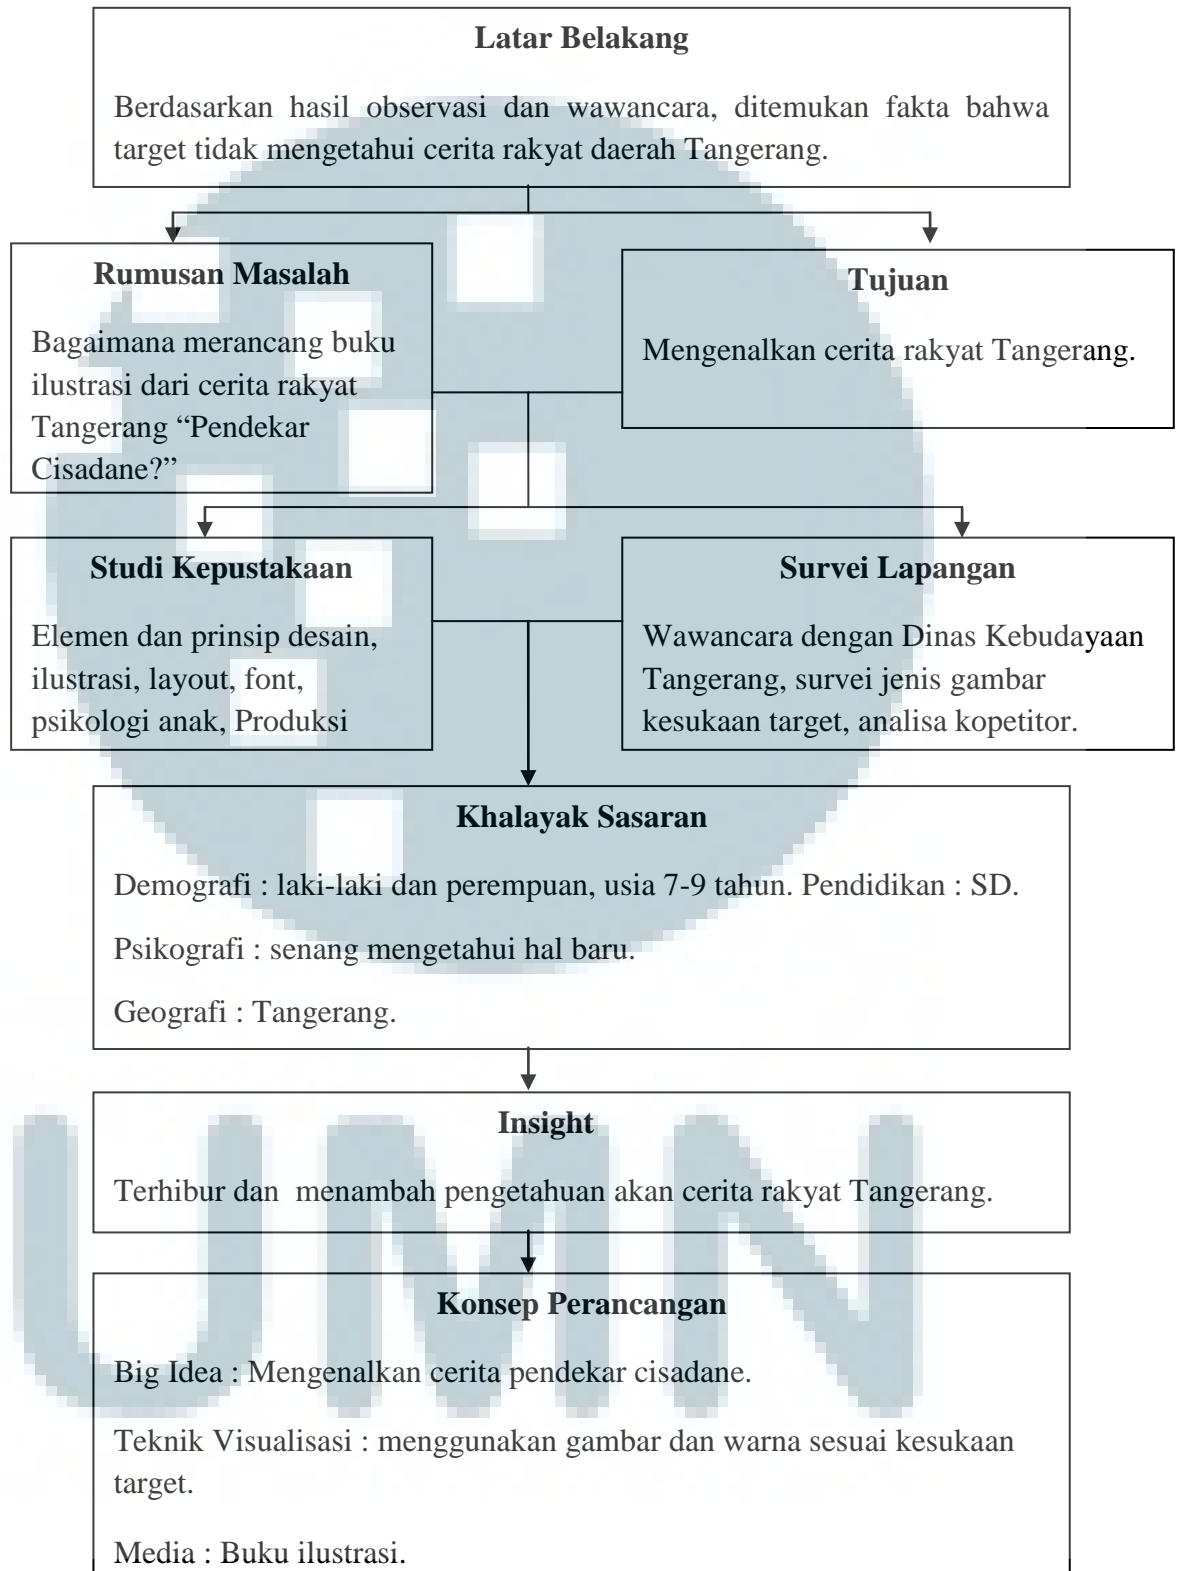 Latar Belakang
Berdasarkan hasil observasi dan wawancara, ditemukan fakta bahwa
target tidak mengetahui cerita rakyat daerah Tangerang.
Rumusan Masalah
Bagaimana merancang buku
ilustrasi dari cerita rakyat
Tangerang “Pendekar
Cisadane?”
Tujuan
Mengenalkan cerita rakyat Tangerang.
Studi Kepustakaan
Elemen dan prinsip desain,
ilustrasi, layout, font,
psikologi anak, Produksi
Survei Lapangan
Wawancara dengan Dinas Kebudayaan
Tangerang, survei jenis gambar
kesukaan target, analisa kopetitor.
Khalayak Sasaran
Demografi : laki-laki dan perempuan, usia 7-9 tahun. Pendidikan : SD.
Psikografi : senang mengetahui hal baru.
Geografi : Tangerang.
Insight
Terhibur dan  menambah pengetahuan akan cerita rakyat Tangerang.
Konsep Perancangan
Big Idea : Mengenalkan cerita pendekar cisadane.
Teknik Visualisasi : menggunakan gambar dan warna sesuai kesukaan
target.
Media : Buku ilustrasi.
UMN